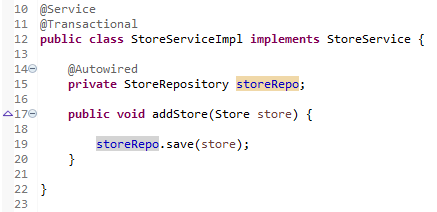 10 @Service
11 @Transactional
12 public class StoreServiceImpl implements StoreService {
13
14 @Autowired
15 private StoreRepository storeRepo;
16
17 public void addStore(Store store) {
18
19 storeRepo.save(store);
20 }
21
22 }
23